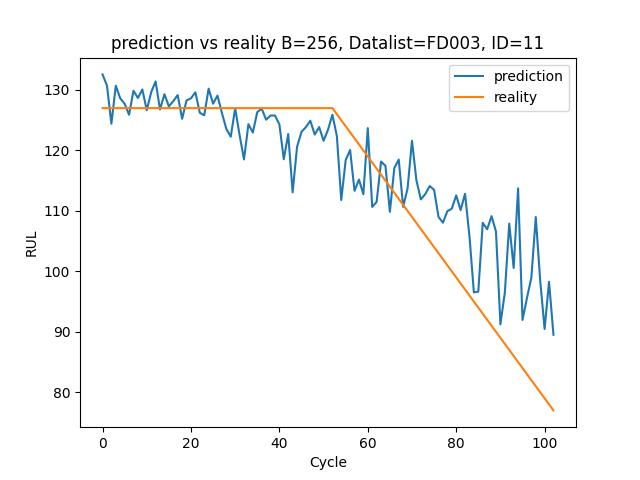 prediction vs reality B=256, Datalist=FD003, ID=11
prediction
reality
RUL
130
120
110
100
90
80
0 20 40 60 80 100
Cycle